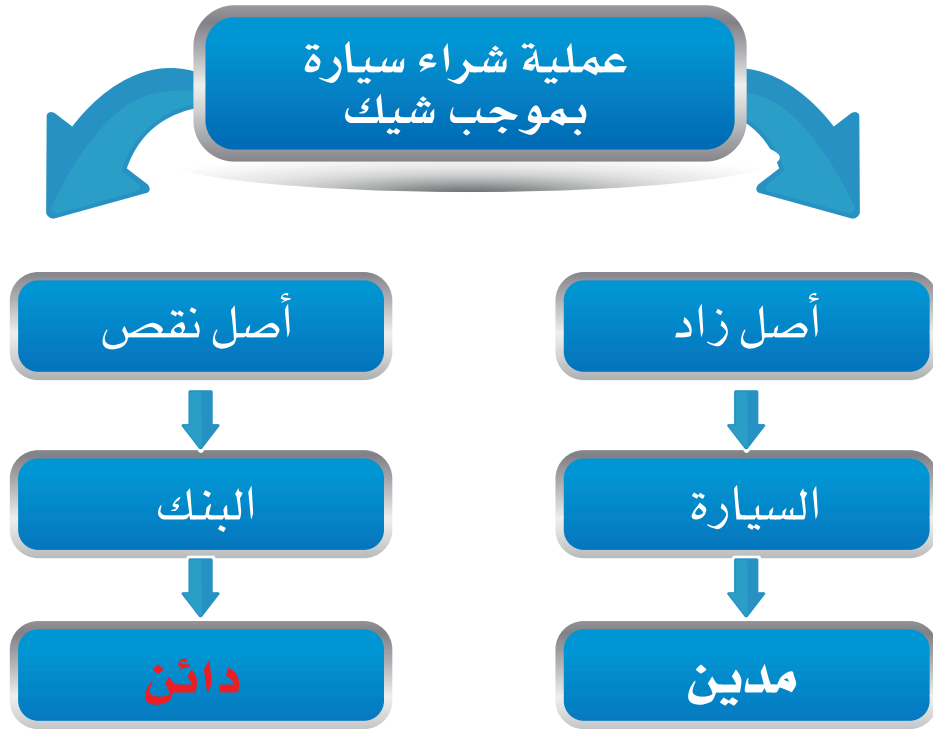 عملية شراء سيارة
بموجب شيك
أصل زاد
أصل نقص
السيارة
البنك
مدين
دائن